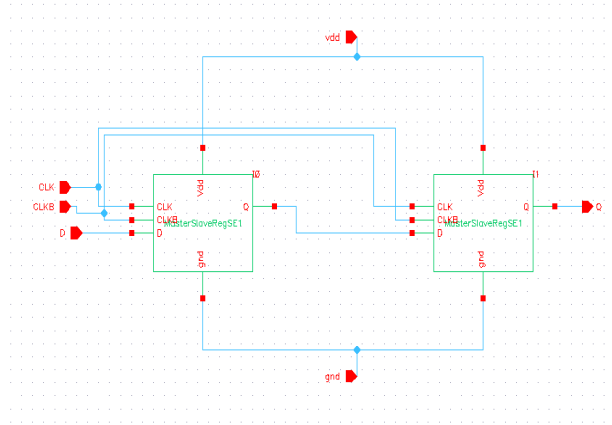 vdd
I0
I1
Vdd
Vdd
CLK
CLKB
D
CLK
CLKB
D
Q
MasterSlaveRegSE1
gnd
CLK
CLKB
D
Q
MasterSlaveRegSE1
gnd
Q
gnd